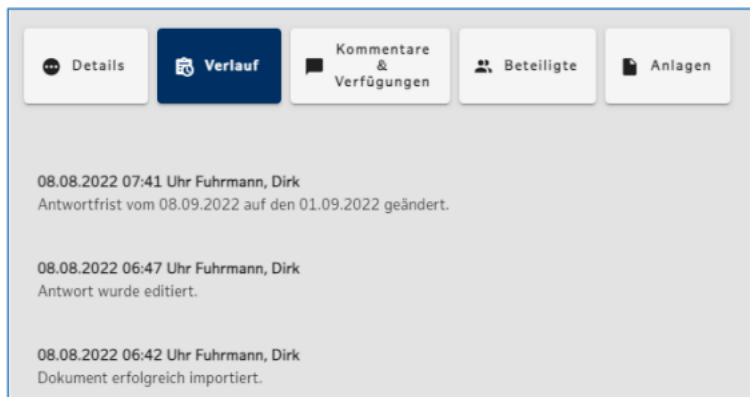 Details
Verlauf
Kommentare
&
Verfügungen
Beteiligte
Anlagen
08.08.2022 07:41 Uhr Fuhrmann, Dirk
Antwortfrist vom 08.09.2022 auf den 01.09.2022 geändert.
08.08.2022 06:47 Uhr Fuhrmann, Dirk
Antwort wurde editiert.
08.08.2022 06:42 Uhr Fuhrmann, Dirk
Dokument erfolgreich importiert.